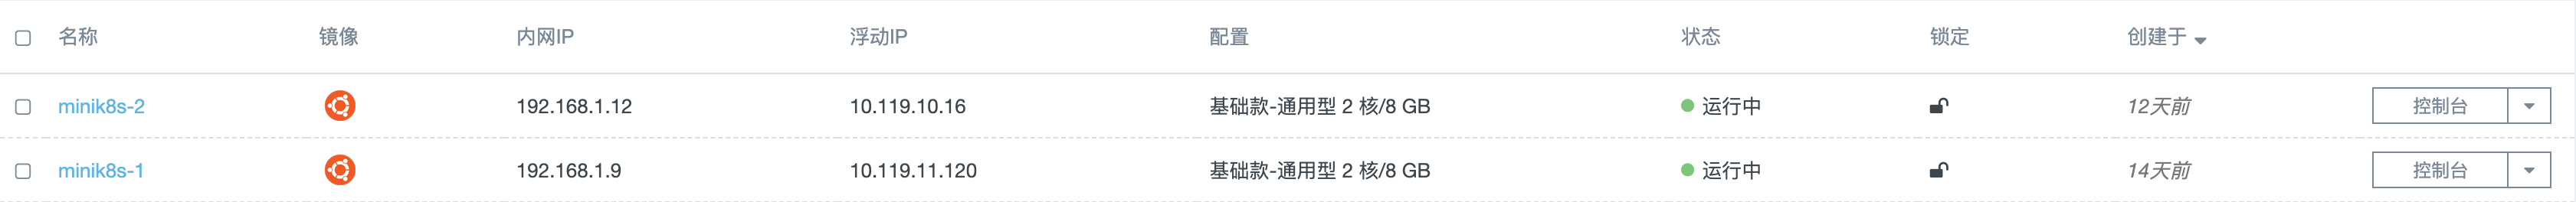 名称 镜像 内网IP 浮动IP 配置 状态 锁定 创建于
minik8s-2 192.168.1.12 10.119.10.16 基础款-通用型 2 核/8 GB 运行中 12天前 控制台
minik8s-1 192.168.1.9 10.119.11.120 基础款-通用型 2 核/8 GB 运行中 14天前 控制台